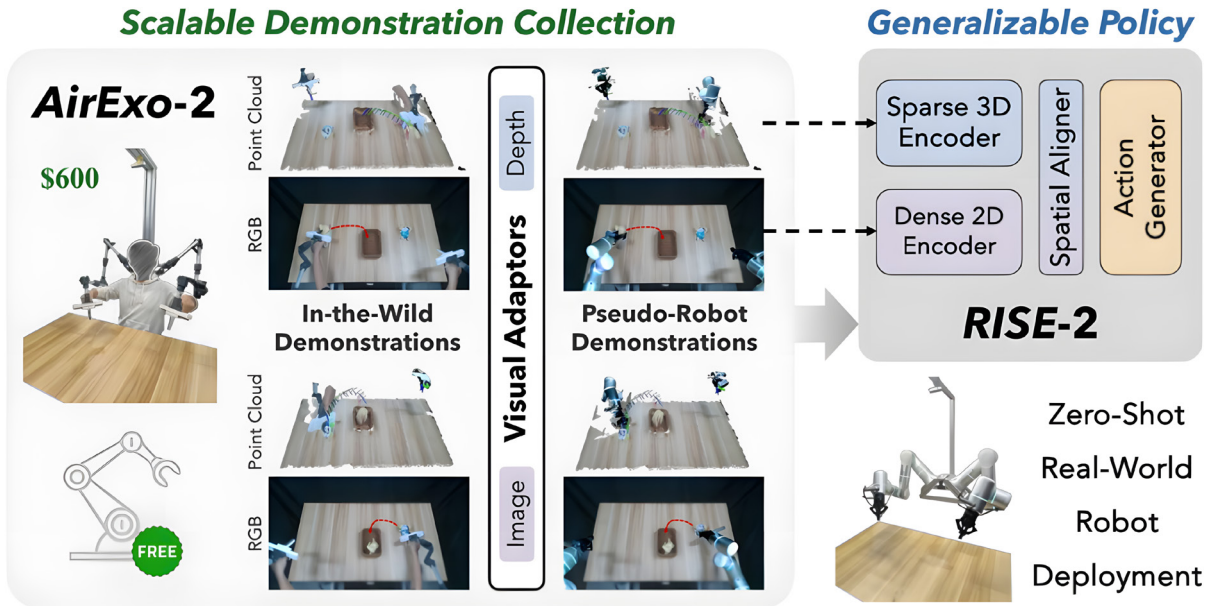 Scalable Demonstration Collection
Generalizable Policy
AirExo-2
$600
FREE
Point Cloud
RGB
In-the-Wild
Demonstrations
Point Cloud
RGB
Depth
Visual Adaptors
Image
Pseudo-Robot
Demonstrations
Sparse 3D
Encoder
Dense 2D
Encoder
Spatial Aligner
Action
Generator
RISE-2
Zero-Shot
Real-World
Robot
Deployment